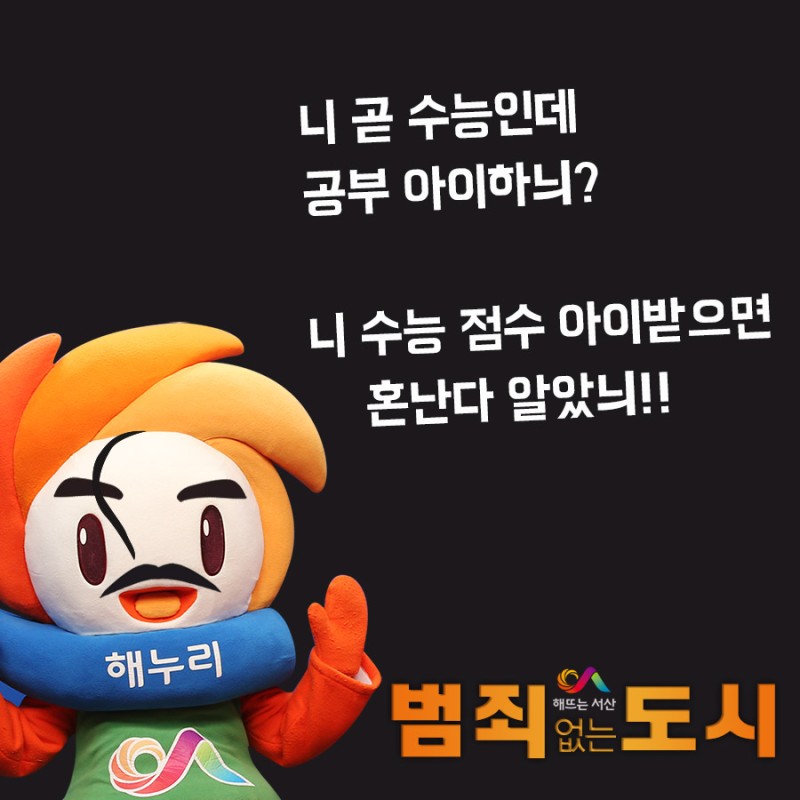 니 곧 수능인데
공부 아이하늬?
니 수능 점수 아이받으면
혼난다 알았늬!!
해누리
해뜨는 서산
범죄 없는 도시